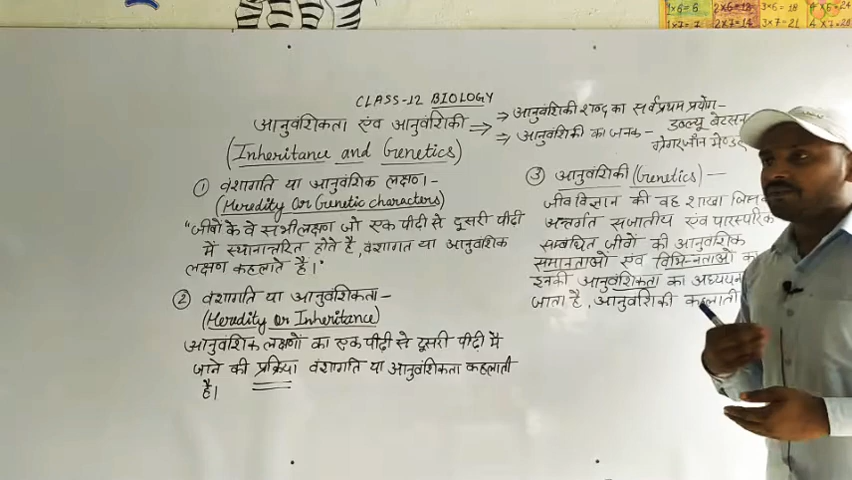 1×6=6 2×6=12 3×6=18 4×6=24
1×7=7 2×7=14 3×7=21 4×7=28
CLASS-12 BIOLOGY
आनुवंशिकता एंव आनुवंशिकी
(Inheritance and Genetics)
⇒ आनुवंशिकी शब्द का सर्वप्रथम प्रयोग-
डब्ल्यू बेटसन
⇒ आनुवंशिकी का जनक-
ग्रेगरजॉन मेण्डल
① वंशागति या आनुवंशिक लक्षण।-
(Heredity Or Genetic characters)
"जीवों के वे सभी लक्षण जो एक पीढी से दूसरी पीढी
में स्थानान्तरित होते है, वंशागत या आनुवंशिक
लक्षण कहलाते हैं।"
② वंशागति या आनुवंशिकता-
(Heredity or Inheritance)
आनुवंशिक लक्षणों का एक पीढी से दूसरी पीढ़ी में
जाने की प्रक्रिया वंशागति या आनुवंशिकता कहलाती
है।
③ आनुवंशिकी (Genetics) —
जीव विज्ञान की वह शाखा जिस
अन्तर्गत सजातीय एंव पारस्परिक
सम्बंधित जीवों की आनुवंशिक
समानताओं एंव विभिन्नताओं का
इनकी आनुवंशिकता का अध्ययन
जाता है, आनुवंशिकी कहलाती